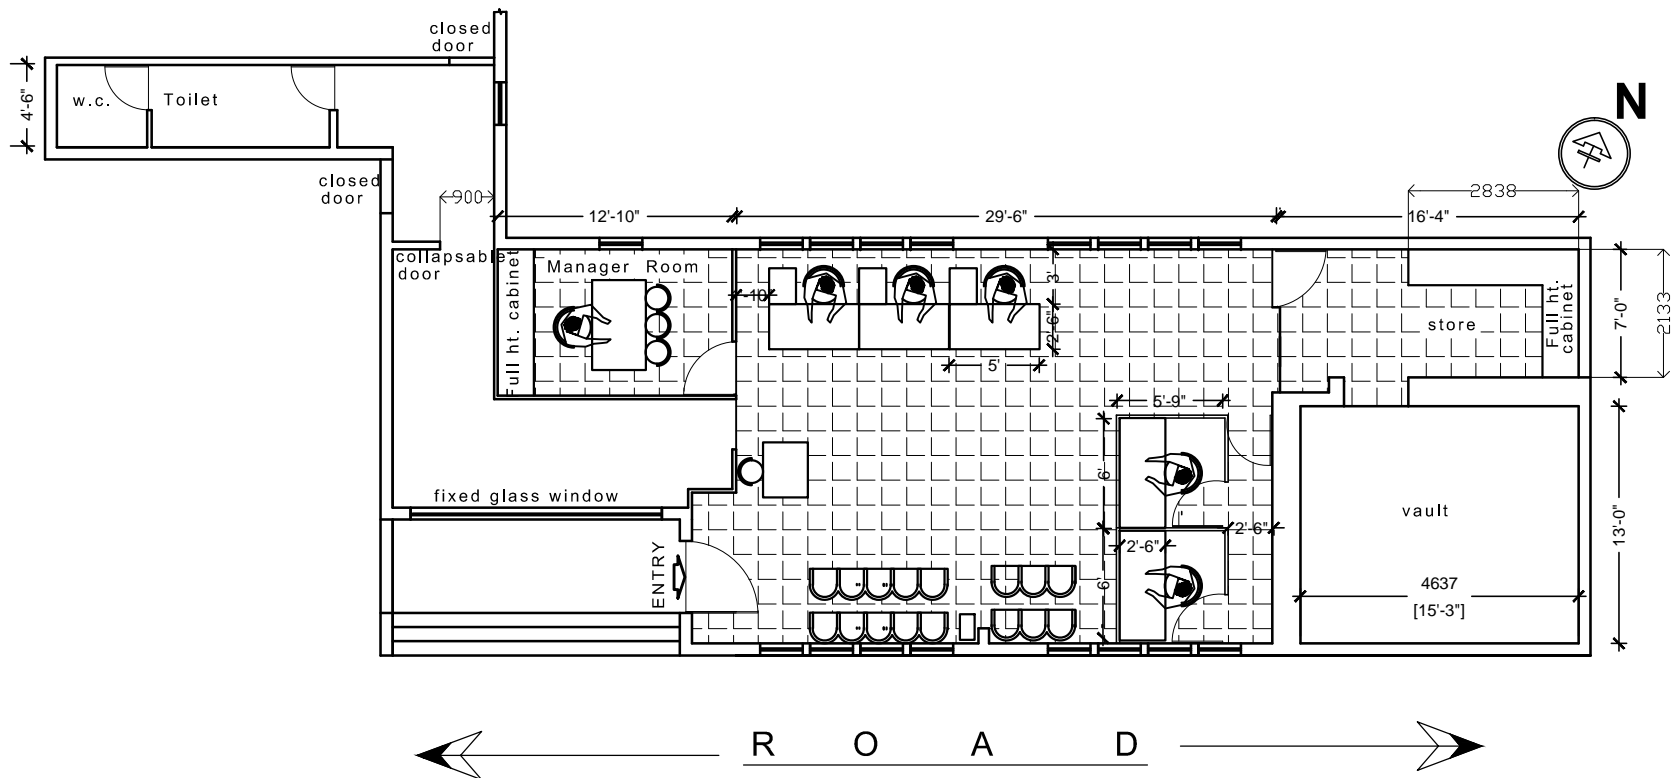 closed
door
N
w.c.
Toilet
4'-6"
closed
door
900
2838
12'-10"
29'-6"
16'-4"
collapsable
door
Full ht. cabinet
Manager Room
3'
2'-6"
5'
store
Full ht.
cabinet
7'-0"
2133
5'-9"
6'
fixed glass window
vault
13'-0"
2'-6"
2'-6"
6'
ENTRY
4637
[15'-3"]
R O A D